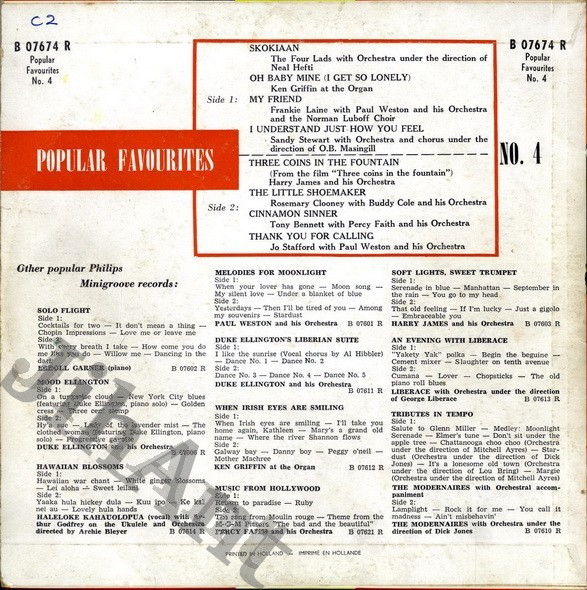 C2
B 07674 R
Popular
Favourites
No. 4
POPULAR FAVOURITES
Side 1:
SKOKIAAN
The Four Lads with Orchestra under the direction of
Neal Hefti
OH BABY MINE (I GET SO LONELY)
Ken Griffin at the Organ
MY FRIEND
Frankie Laine with Paul Weston and his Orchestra
and the Norman Luboff Choir
I UNDERSTAND JUST HOW YOU FEEL
Sandy Stewart with Orchestra and chorus under the
direction of O.B. Masingill
Side 2:
THREE COINS IN THE FOUNTAIN
(From the film "Three coins in the fountain")
Harry James and his Orchestra
THE LITTLE SHOEMAKER
Rosemary Clooney with Buddy Cole and his Orchestra
CINNAMON SINNER
Tony Bennett with Percy Faith and his Orchestra
THANK YOU FOR CALLING
Jo Stafford with Paul Weston and his Orchestra
B 07674 R
Popular
Favourites
No. 4
NO. 4
Other popular Philips
Minigroove records:
SOLO FLIGHT
Side 1:
Cocktails for two — It don't mean a thing —
Chopin Impressions — Love me or leave me
Side 2:
With every breath I take — How come you do
me like you do — Willow me — Dancing in the
dark
ERROLL GARNER (piano) B 07602 R
MOOD ELLINGTON
Side 1:
On a turquoise cloud — New York City blues
(featuring Duke Ellington, piano solo) — Golden
cress — Three cent stomp
Side 2:
Hy'a Sue — Lady of the lavender mist — The
clothed woman (featuring Duke Ellington, piano
solo) — Progressive gavotte
DUKE ELLINGTON and his Orchestra
R
HAWAIIAN BLOSSOMS
Side 1:
Hawaiian war chant — White ginger blossoms
— Lei aloha — Sweet leilani
Side 2:
Yaaka hula hickey dula — Kuu ipo — Ke kali
nei au — Lovely hula hands
HALELOKE KAHAUOLOPUA (vocal) with
thur Godfrey on the Ukulele and Orchestra
directed by Archie Bleyer B 07614 R
MELODIES FOR MOONLIGHT
Side 1:
When your lover has gone — Moon song —
My silent love — Under a blanket of blue
Side 2:
Yesterdays — Then I'll be tired of you — Among
my souvenirs — Stardust
PAUL WESTON and his Orchestra B 07601 R
DUKE ELLINGTON'S LIBERIAN SUITE
Side 1:
I like the sunrise (Vocal chorus by Al Hibbler)
— Dance No. 1 — Dance No. 2
Side 2:
Dance No. 3 — Dance No. 4 — Dance No. 5
DUKE ELLINGTON and his Orchestra
B 07611 R
WHEN IRISH EYES ARE SMILING
Side 1:
When Irish eyes are smiling — I'll take you
home again, Kathleen — Mary's a grand old
name — Where the river Shannon flows
Side 2:
Galway bay — Danny boy — Peggy o'neil —
Mother Machree
KEN GRIFFIN at the Organ B 07612 R
MUSIC FROM HOLLYWOOD
Side 1:
Return to paradise — Ruby
Side 2:
The song from Moulin rouge — Theme from the
M-G-M Picture "The bad and the beautiful"
PERCY FAITH and his Orchestra B 07621 R
SOFT LIGHTS, SWEET TRUMPET
Side 1:
Serenade in blue — Manhattan — September in
the rain — You go to my head
Side 2:
That old feeling — If I'm lucky — Just a gigolo
— Embraceable you
HARRY JAMES and his Orchestra B 07603 R
AN EVENING WITH LIBERACE
Side 1:
"Yakety Yak" polka — Begin the beguine —
Cement mixer — Slaughter on tenth avenue
Side 2:
Cumana — Lover — Chopsticks — The old
piano roll blues
LIBERACE with Orchestra under the direction
of George Liberace B 07613 R
TRIBUTES IN TEMPO
Side 1:
Salute to Glenn Miller — Medley: Moonlight
Serenade — Elmer's tune — Don't sit under the
apple tree — Chattanooga choo choo (Orchestra
under the direction of Mitchell Ayres) — Star-
dust (Orchestra under the direction of Dick
Jones) — It's a lonesome old town (Orchestra
under the direction of Lou Bring) — Margie
(Orchestra under the direction of Mitchell Ayres)
THE MODERNAIRES with Orchestral accom-
paniment
Side 2:
Lamplight — Rock it for me — You call it
madness — Ain't misbehavin'
THE MODERNAIRES with Orchestra under the
direction of Dick Jones B 07610 R
PRINTED IN HOLLAND IMPRIMÉ EN HOLLANDE